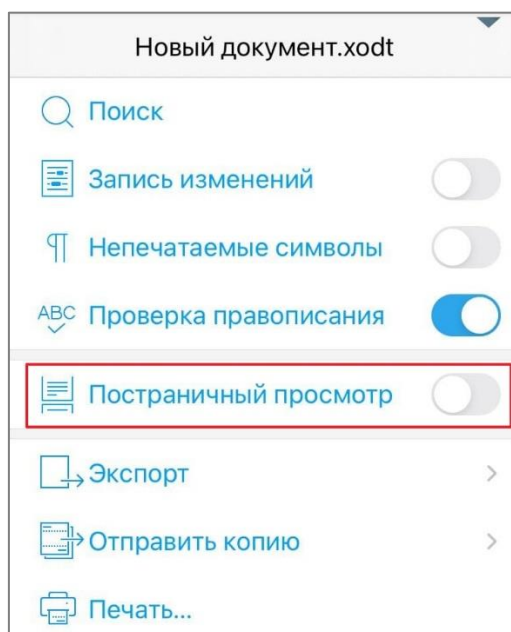 Новый документ.xodt
Поиск
Запись изменений
Непечатаемые символы
ABC Проверка правописания
Постраничный просмотр
Экспорт
Отправить копию
Печать...